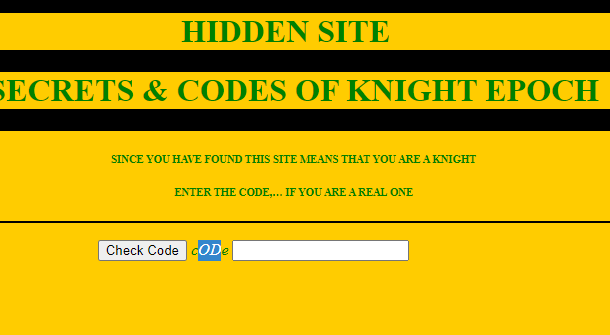 HIDDEN SITE
SECRETS & CODES OF KNIGHT EPOCH
SINCE YOU HAVE FOUND THIS SITE MEANS THAT YOU ARE A KNIGHT
ENTER THE CODE,... IF YOU ARE A REAL ONE
Check Code cODe